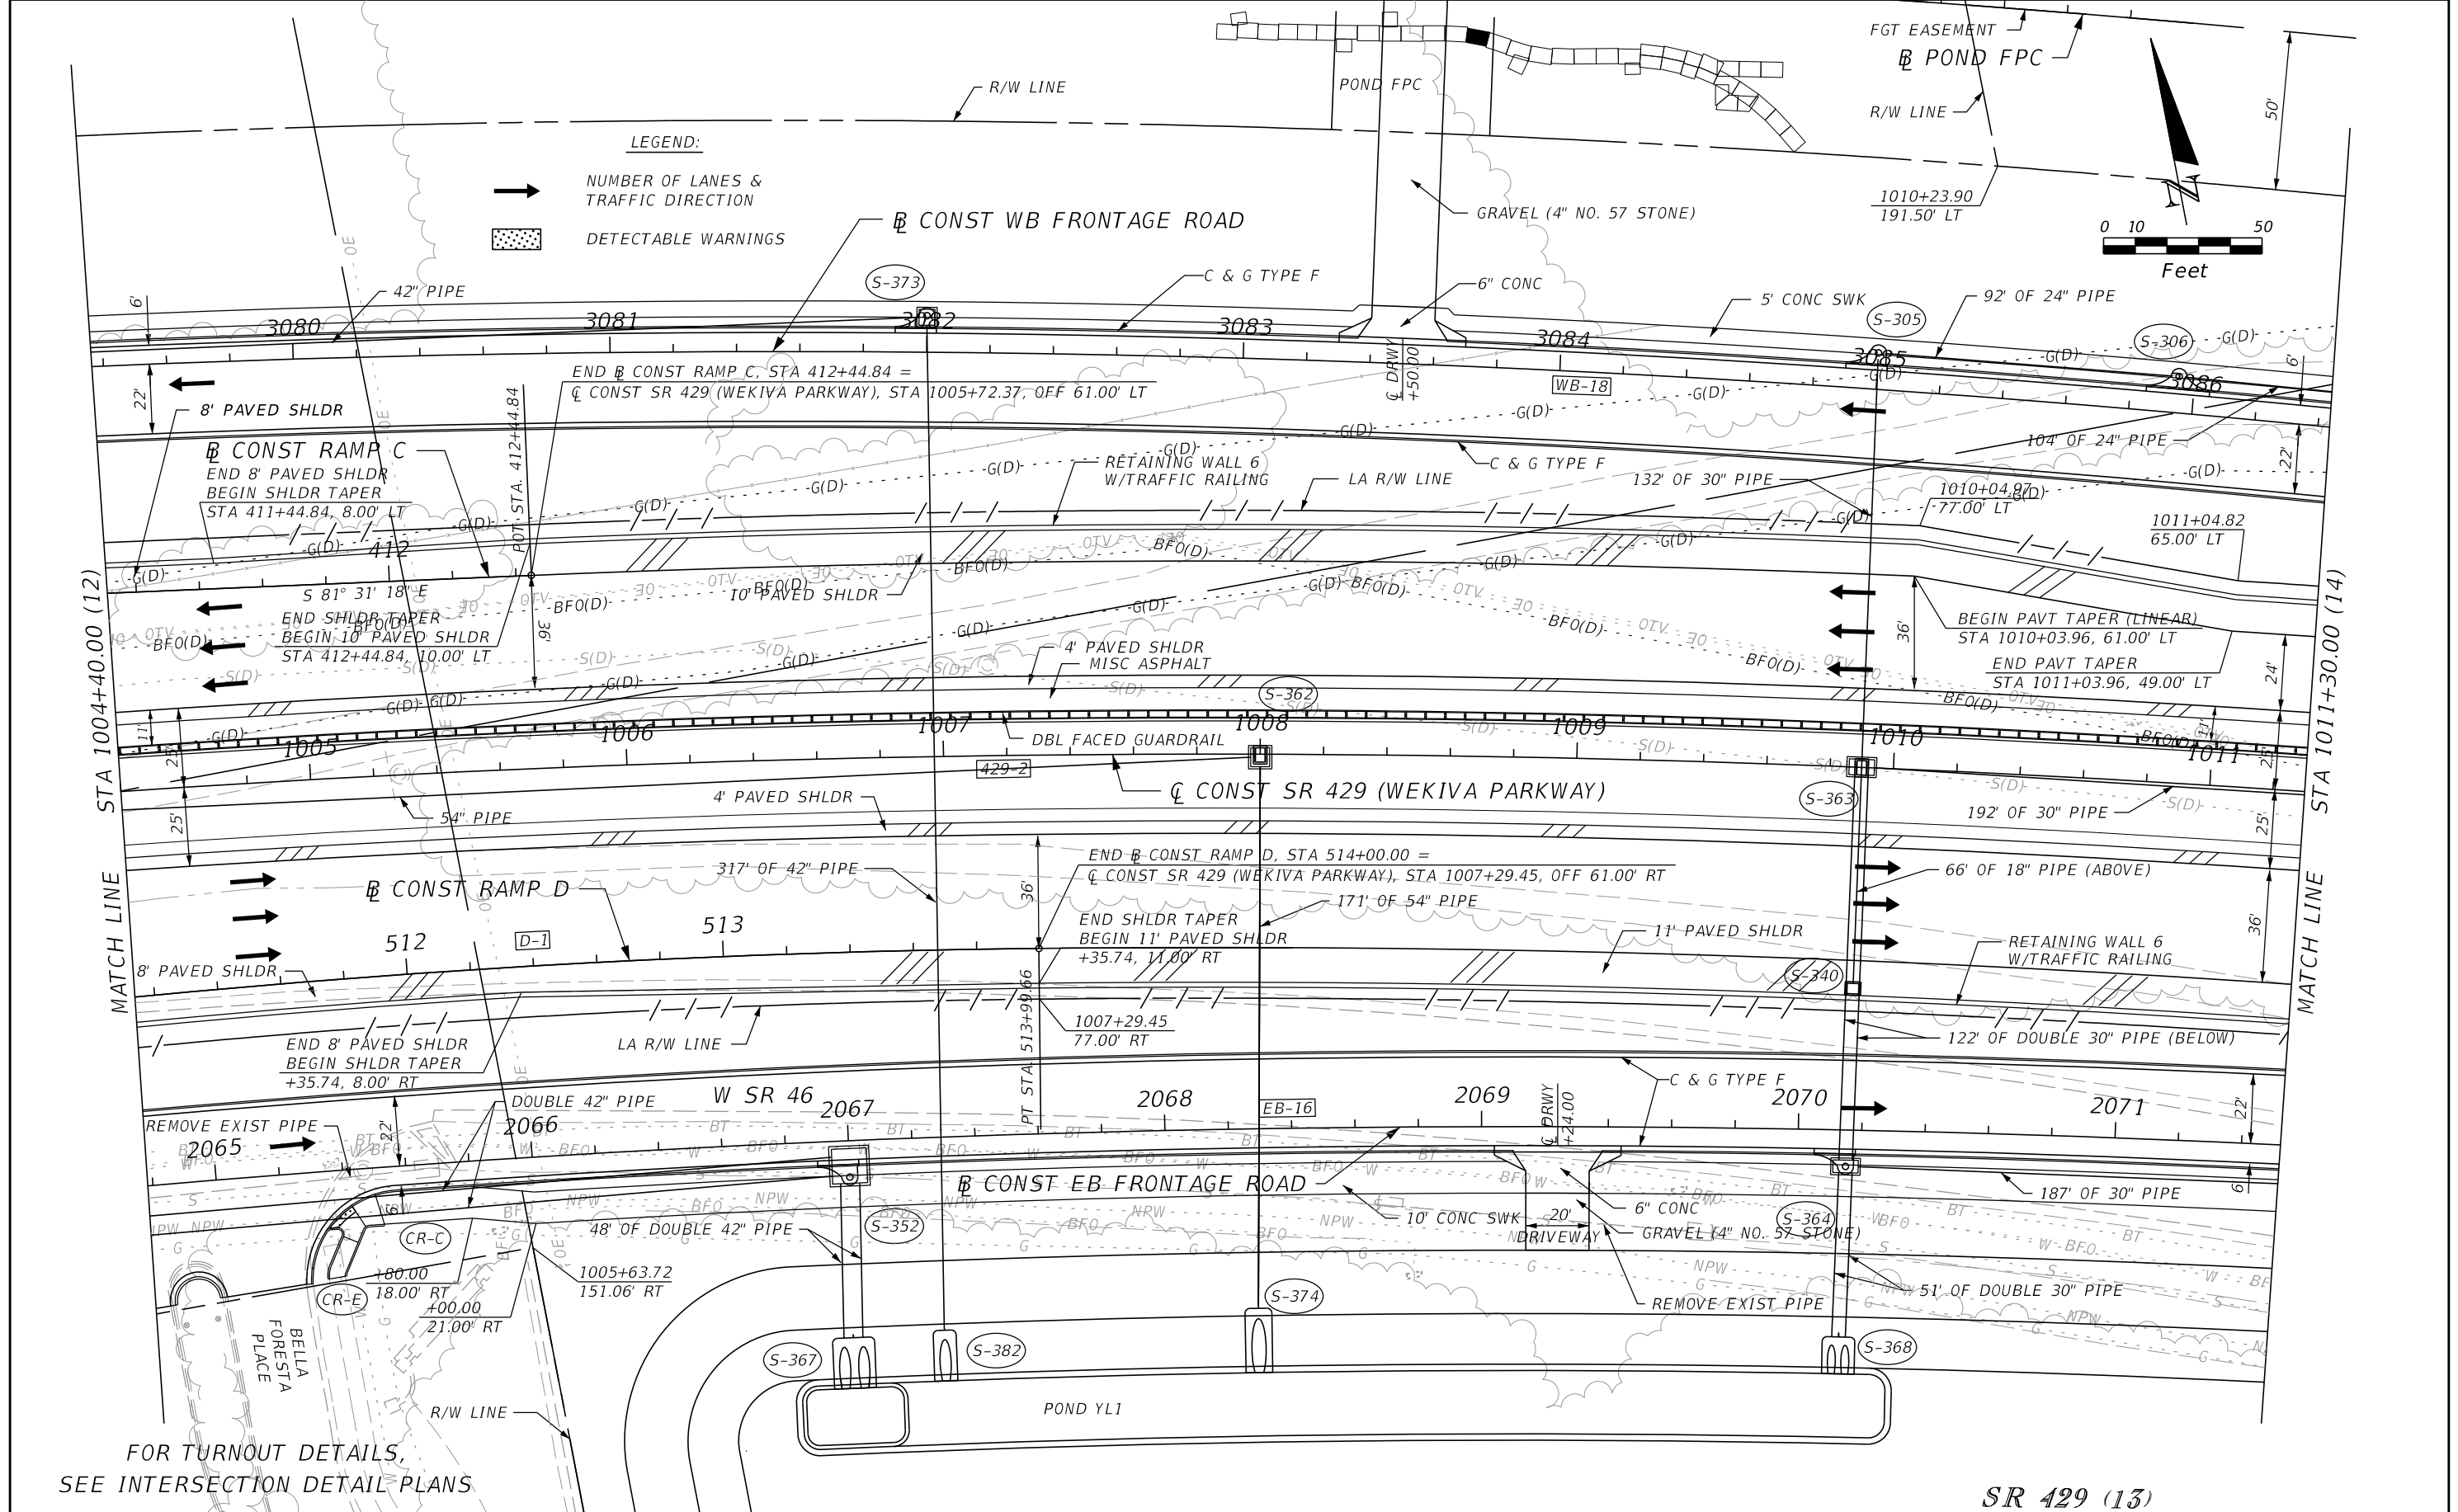 FGT EASEMENT
℄ POND FPC
POND FPC
R/W LINE
R/W LINE
50'
LEGEND:
NUMBER OF LANES &
TRAFFIC DIRECTION
DETECTABLE WARNINGS
N
0 10 50
Feet
1010+23.90
191.50' LT
GRAVEL (4" NO. 57 STONE)
B CONST WB FRONTAGE ROAD
OE
S-373
C & G TYPE F
6" CONC
5' CONC SWK
92' OF 24" PIPE
S-305
S-306
42" PIPE
6'
3080
3081
3082
3083
3084
3085
3086
6'
22'
8' PAVED SHLDR
END B CONST RAMP C, STA 412+44.84 =
℄ CONST SR 429 (WEKIVA PARKWAY), STA 1005+72.37, OFF 61.00' LT
POT STA. 412+44.84
℄ DRWY
+50.00
WB-18
104' OF 24" PIPE
22'
B CONST RAMP C
END 8' PAVED SHLDR
BEGIN SHLDR TAPER
STA 411+44.84, 8.00' LT
RETAINING WALL 6
W/TRAFFIC RAILING
LA R/W LINE
C & G TYPE F
132' OF 30" PIPE
1010+04.97
77.00' LT
1011+04.82
65.00' LT
412
S 81° 31' 18" E
END SHLDR TAPER
BEGIN 10' PAVED SHLDR
STA 412+44.84, 10.00' LT
10' PAVED SHLDR
36'
G(D)
BFO(D)
OTV
S(D)
36'
BEGIN PAVT TAPER (LINEAR)
STA 1010+03.96, 61.00' LT
END PAVT TAPER
STA 1011+03.96, 49.00' LT
24'
MATCH LINE STA 1004+40.00 (12)
MATCH LINE STA 1011+30.00 (14)
4' PAVED SHLDR
MISC ASPHALT
S-362
11'
25'
1005
1006
1007
1008
1009
1010
1011
11'
25'
DBL FACED GUARDRAIL
429-2
℄ CONST SR 429 (WEKIVA PARKWAY)
S-363
192' OF 30" PIPE
54" PIPE
4' PAVED SHLDR
25'
25'
317' OF 42" PIPE
END B CONST RAMP D, STA 514+00.00 =
℄ CONST SR 429 (WEKIVA PARKWAY), STA 1007+29.45, OFF 61.00' RT
66' OF 18" PIPE (ABOVE)
B CONST RAMP D
36'
171' OF 54" PIPE
END SHLDR TAPER
BEGIN 11' PAVED SHLDR
+35.74, 11.00' RT
11' PAVED SHLDR
36'
512
D-1
513
8' PAVED SHLDR
S-340
RETAINING WALL 6
W/TRAFFIC RAILING
PT STA. 513+99.66
1007+29.45
77.00' RT
LA R/W LINE
END 8' PAVED SHLDR
BEGIN SHLDR TAPER
+35.74, 8.00' RT
122' OF DOUBLE 30" PIPE (BELOW)
C & G TYPE F
W SR 46
DOUBLE 42" PIPE
REMOVE EXIST PIPE
22'
2065
2066
2067
2068
EB-16
2069
℄ DRWY
+24.00
2070
2071
22'
BT
BFO
W
S
NPW
G
B CONST EB FRONTAGE ROAD
187' OF 30" PIPE
6'
6'
10' CONC SWK
6" CONC
20'
DRIVEWAY
GRAVEL (4" NO. 57 STONE)
S-364
S-352
48' OF DOUBLE 42" PIPE
CR-C
CR-E
+80.00
18.00' RT
+00.00
21.00' RT
1005+63.72
151.06' RT
S-374
REMOVE EXIST PIPE
51' OF DOUBLE 30" PIPE
BELLA
FORESTA
PLACE
S-367
S-382
S-368
R/W LINE
POND YL1
FOR TURNOUT DETAILS,
SEE INTERSECTION DETAIL PLANS
SR 429 (13)